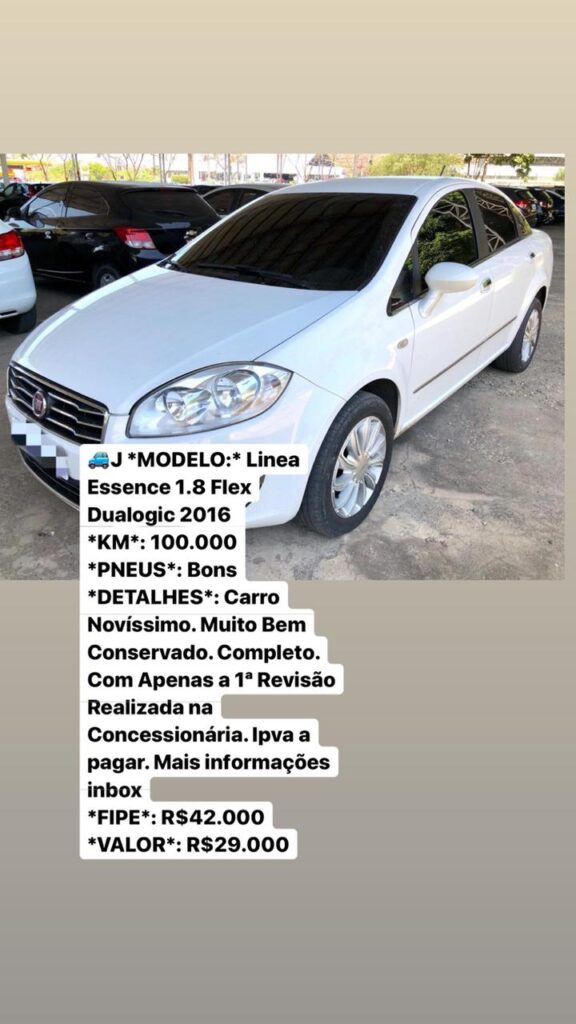 🚙J *MODELO:* Linea
Essence 1.8 Flex
Dualogic 2016
*KM*: 100.000
*PNEUS*: Bons
*DETALHES*: Carro
Novíssimo. Muito Bem
Conservado. Completo.
Com Apenas a 1ª Revisão
Realizada na
Concessionária. Ipva a
pagar. Mais informações
inbox
*FIPE*: R$42.000
*VALOR*: R$29.000